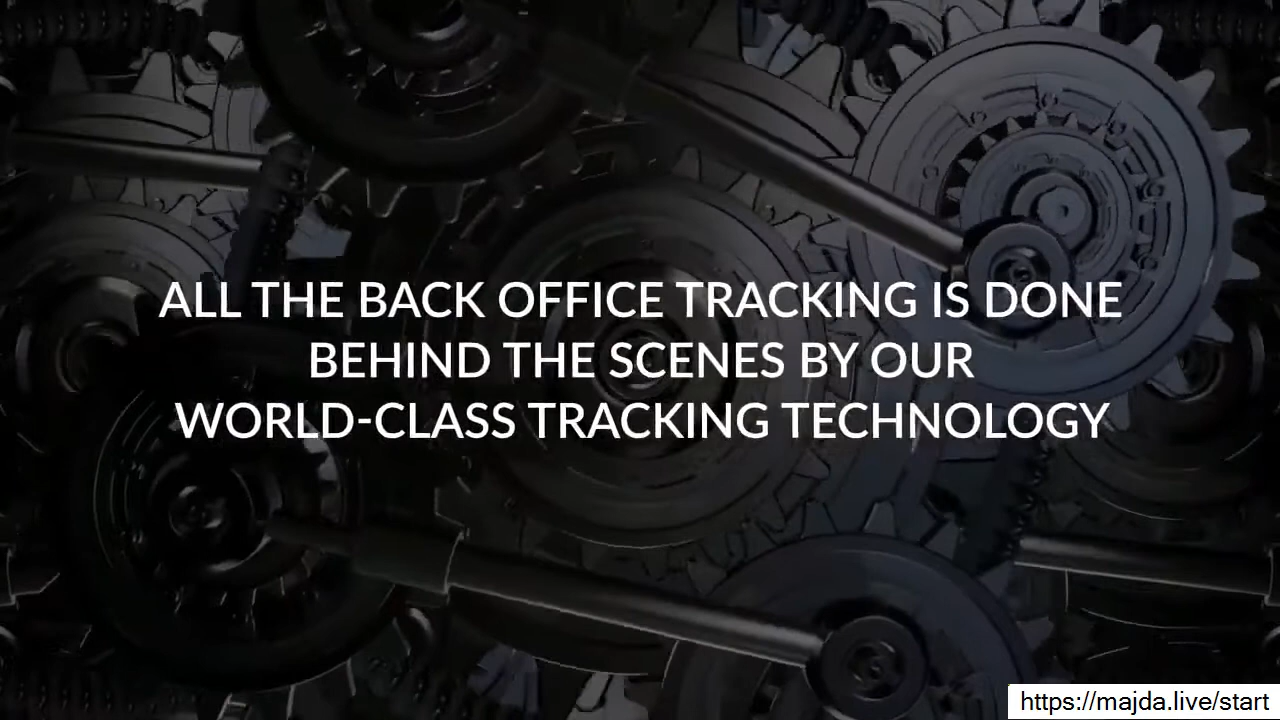 ALL THE BACK OFFICE TRACKING IS DONE
BEHIND THE SCENES BY OUR
WORLD-CLASS TRACKING TECHNOLOGY
https://majda.live/start